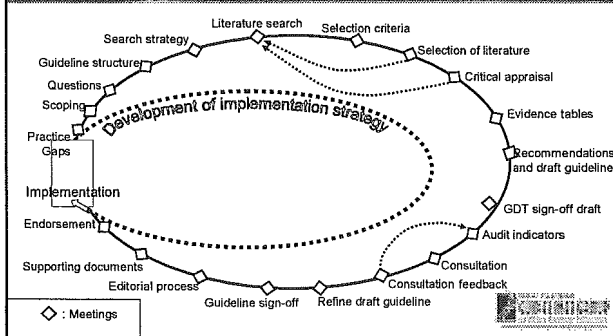 Literature search
Selection criteria
Search strategy
Selection of literature
Guideline structure
Critical appraisal
Questions
Scoping
Development of implementation strategy
Evidence tables
Practice
Gaps
Recommendations
and draft guideline
Implementation
GDT sign-off draft
Endorsement
Audit indicators
Supporting documents
Consultation
Editorial process
Consultation feedback
Guideline sign-off
Refine draft guideline
: Meetings